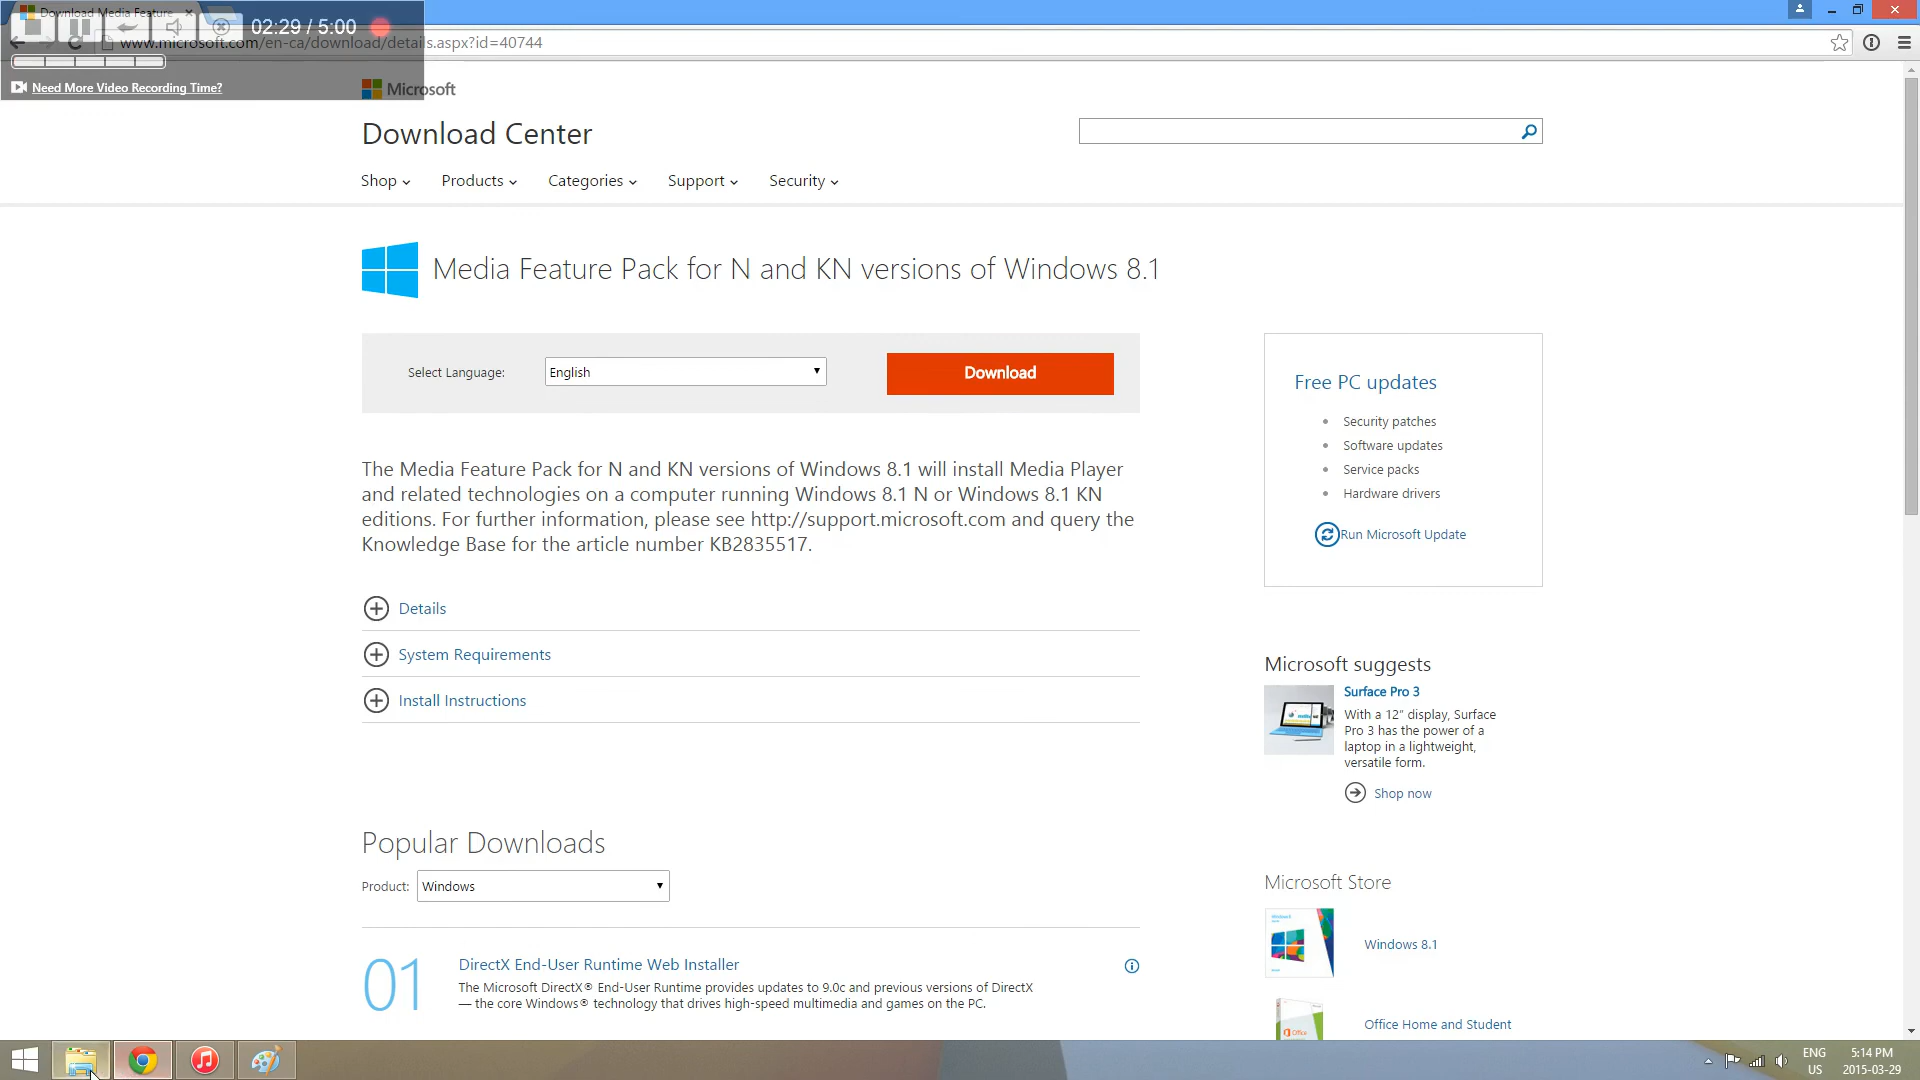 Download Media Feature
02:29 / 5:00
www.microsoft.com/en-ca/download/details.aspx?id=40744
Need More Video Recording Time?
Microsoft
Download Center
Shop Products Categories Support Security
Media Feature Pack for N and KN versions of Windows 8.1
Select Language: English Download
The Media Feature Pack for N and KN versions of Windows 8.1 will install Media Player
and related technologies on a computer running Windows 8.1 N or Windows 8.1 KN
editions. For further information, please see http://support.microsoft.com and query the
Knowledge Base for the article number KB2835517.
Details
System Requirements
Install Instructions
Free PC updates
Security patches
Software updates
Service packs
Hardware drivers
Run Microsoft Update
Microsoft suggests
Surface Pro 3
With a 12" display, Surface
Pro 3 has the power of a
laptop in a lightweight,
versatile form.
Shop now
Popular Downloads
Product: Windows
01
DirectX End-User Runtime Web Installer
The Microsoft DirectX® End-User Runtime provides updates to 9.0c and previous versions of DirectX
— the core Windows® technology that drives high-speed multimedia and games on the PC.
Microsoft Store
Windows 8.1
Office
Office Home and Student
ENG
US
5:14 PM
2015-03-29